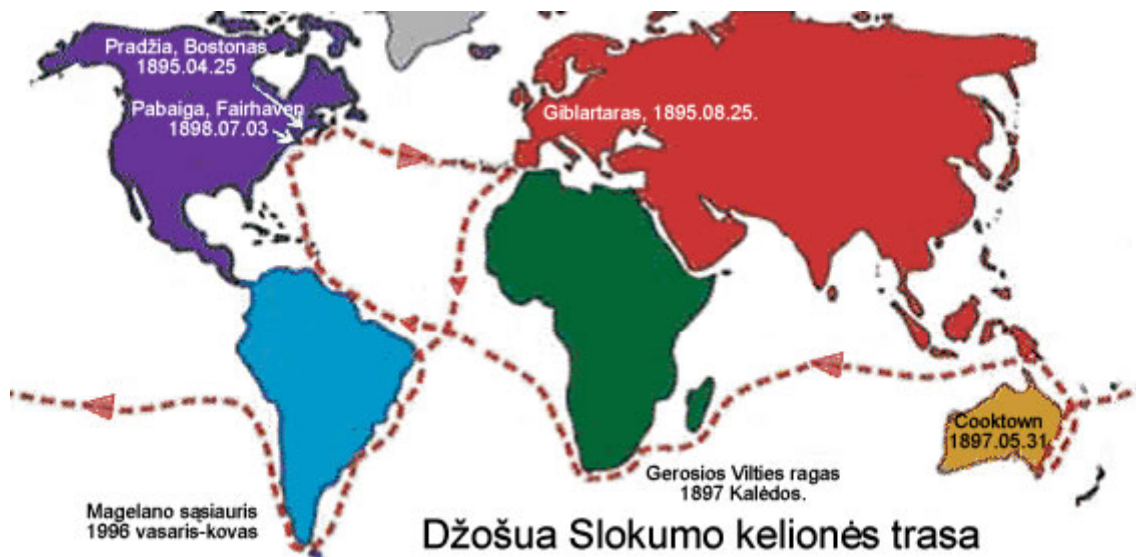 Pradžia, Bostonas
1895.04.25
Pabaiga, Fairhaven
1898.07.03
Giblartaras, 1895.08.25.
Cooktown
1897.05.31
Gerosios Vilties ragas
1897 Kalėdos.
Magelano sąsiauris
1996 vasaris-kovas
Džošua Slokumo kelionės trasa